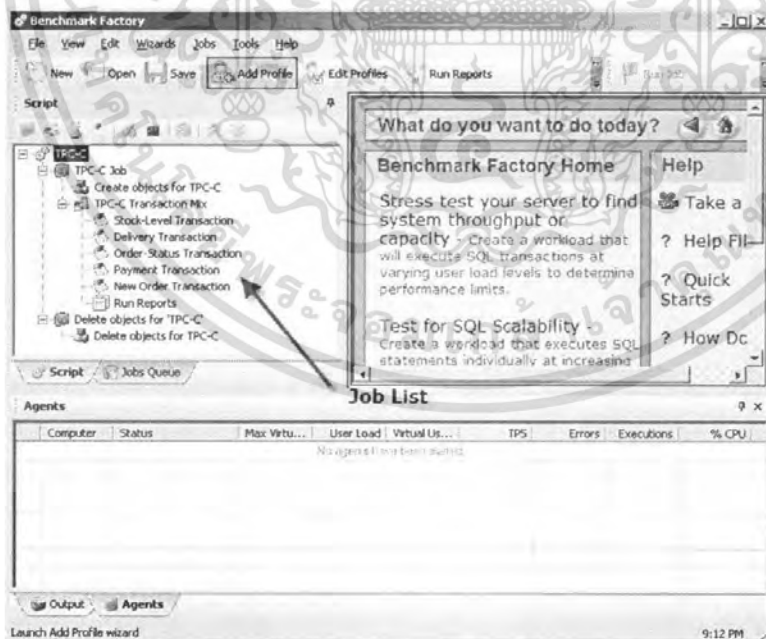 Benchmark Factory
File View Edit Wizards Jobs Tools Help
New Open Save Add Profile Edit Profiles Run Reports Run Job
Script
What do you want to do today?
TPC-C
TPC-C Job
Create objects for TPC-C
TPC-C Transaction Mix
Stock-Level Transaction
Delivery Transaction
Order-Status Transaction
Payment Transaction
New Order Transaction
Run Reports
Delete objects for 'TPC-C'
Delete objects for TPC-C
Benchmark Factory Home
Stress test your server to find
system throughput or
capacity - Create a workload that
will execute SQL transactions at
varying user load levels to determine
performance limits.
Test for SQL Scalability -
Create a workload that executes SQL
statements individually at increasing
Help
Take a
? Help Fil
? Quick
Starts
? How Do
Script Jobs Queue
Job List
Agents
Computer Status Max Virtu... User Load Virtual Us... TPS Errors Executions % CPU
No agents have been started.
Output Agents
Launch Add Profile wizard 9:12 PM